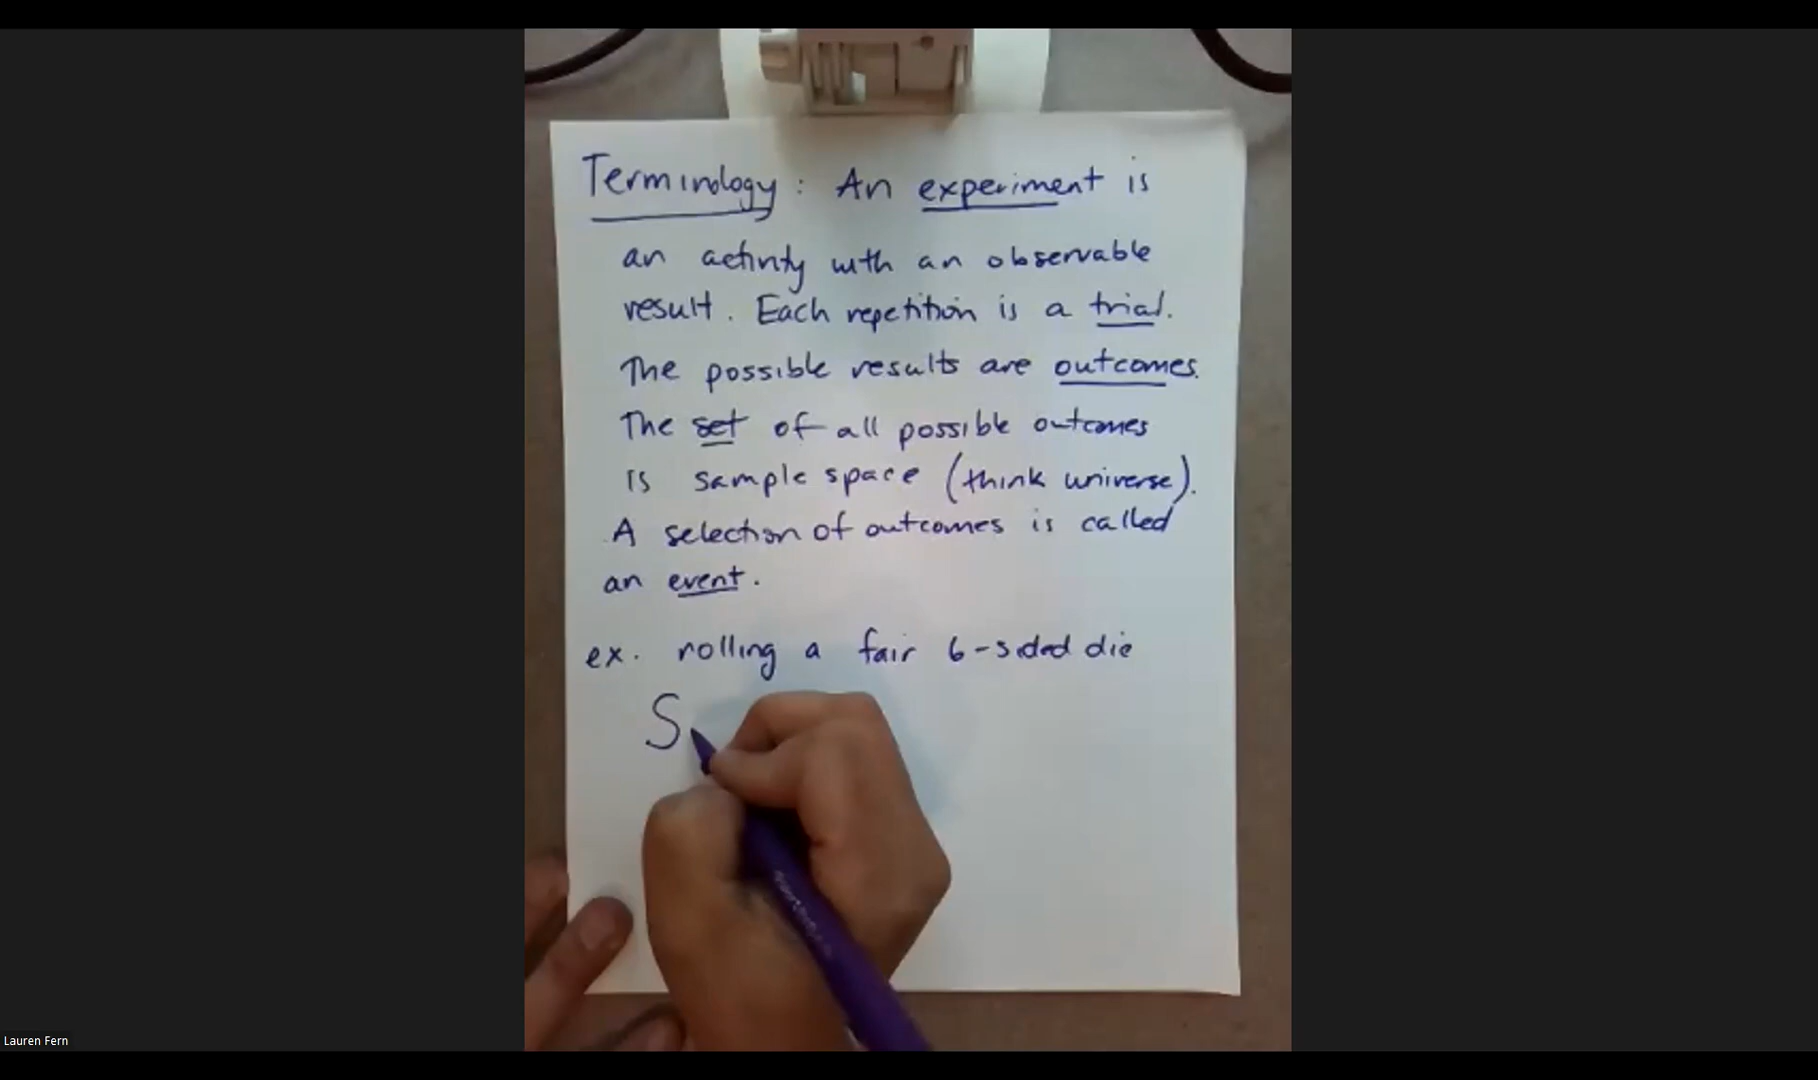 Terminology: An experiment is
an activity with an observable
result. Each repetition is a trial.
The possible results are outcomes.
The set of all possible outcomes
is sample space (think universe).
A selection of outcomes is called
an event.
ex. rolling a fair 6-sided die
S
Lauren Fern